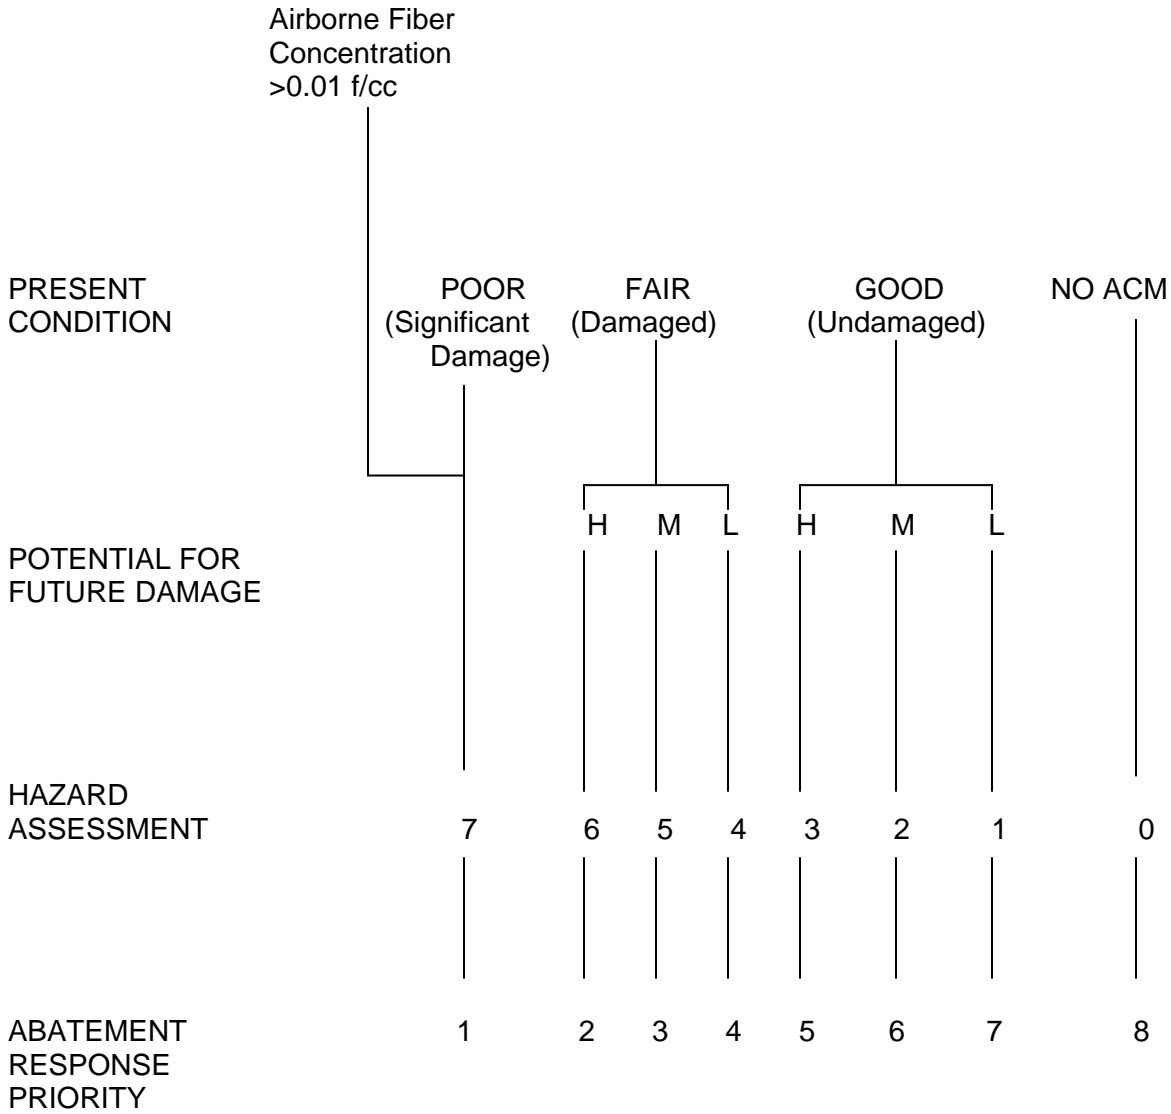 Airborne Fiber
Concentration
>0.01 f/cc
PRESENT POOR FAIR GOOD NO ACM
CONDITION (Significant (Damaged) (Undamaged)
Damage)
H M L H M L
POTENTIAL FOR
FUTURE DAMAGE
HAZARD
ASSESSMENT 7 6 5 4 3 2 1 0
ABATEMENT 1 2 3 4 5 6 7 8
RESPONSE
PRIORITY